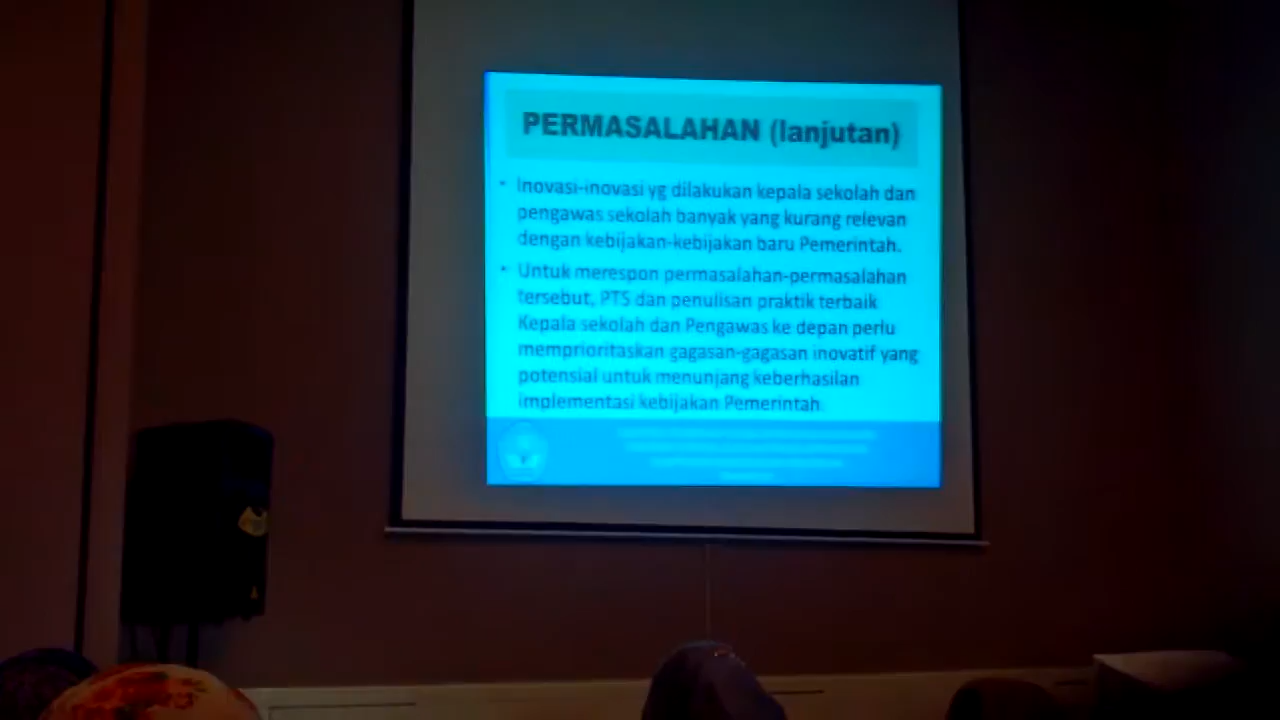 PERMASALAHAN (lanjutan)
• Inovasi-inovasi yg dilakukan kepala sekolah dan
pengawas sekolah banyak yang kurang relevan
dengan kebijakan-kebijakan baru Pemerintah.
• Untuk merespon permasalahan-permasalahan
tersebut, PTS dan penulisan praktik terbaik
Kepala sekolah dan Pengawas ke depan perlu
memprioritaskan gagasan-gagasan inovatif yang
potensial untuk menunjang keberhasilan
implementasi kebijakan Pemerintah.